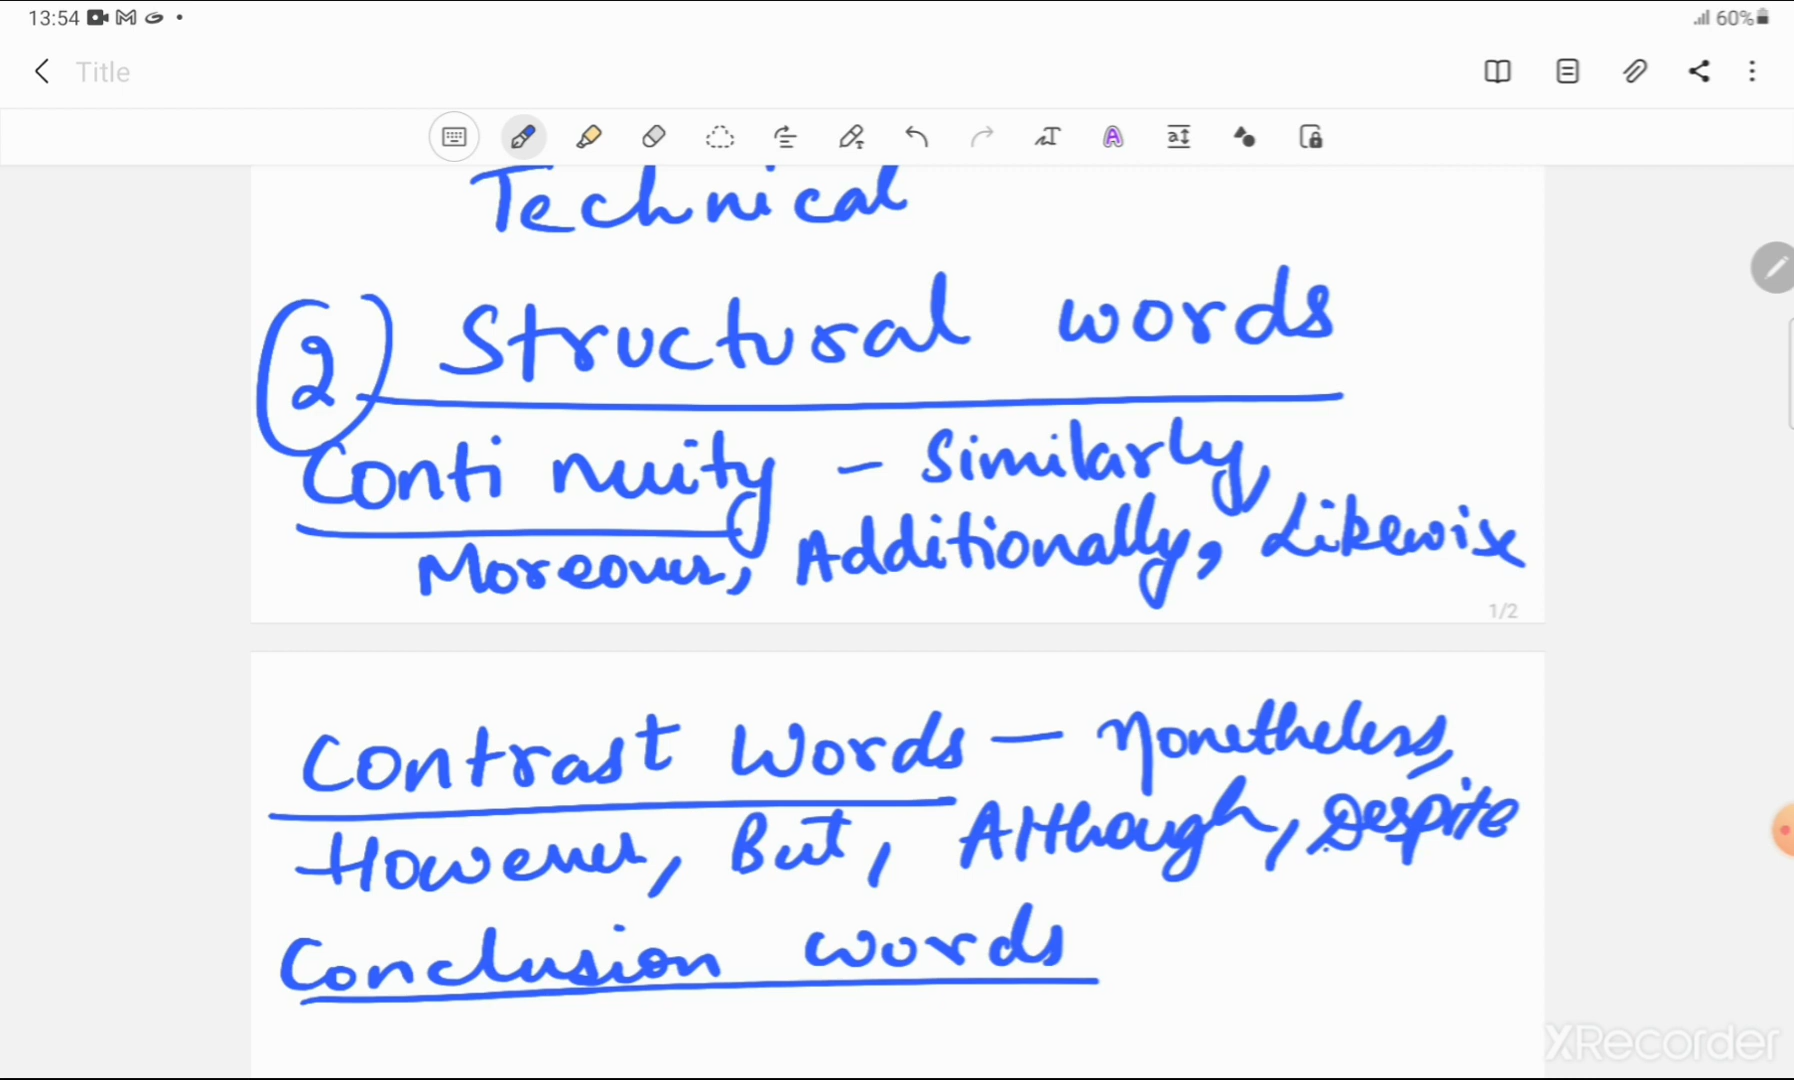 13:54
60%
Title
Technical
(2) Structural words
Continuity - Similarly,
Moreover, Additionally, Likewise
1/2
Contrast Words - Nonetheless,
However, But, Although, Despite
Conclusion words
XRecorder